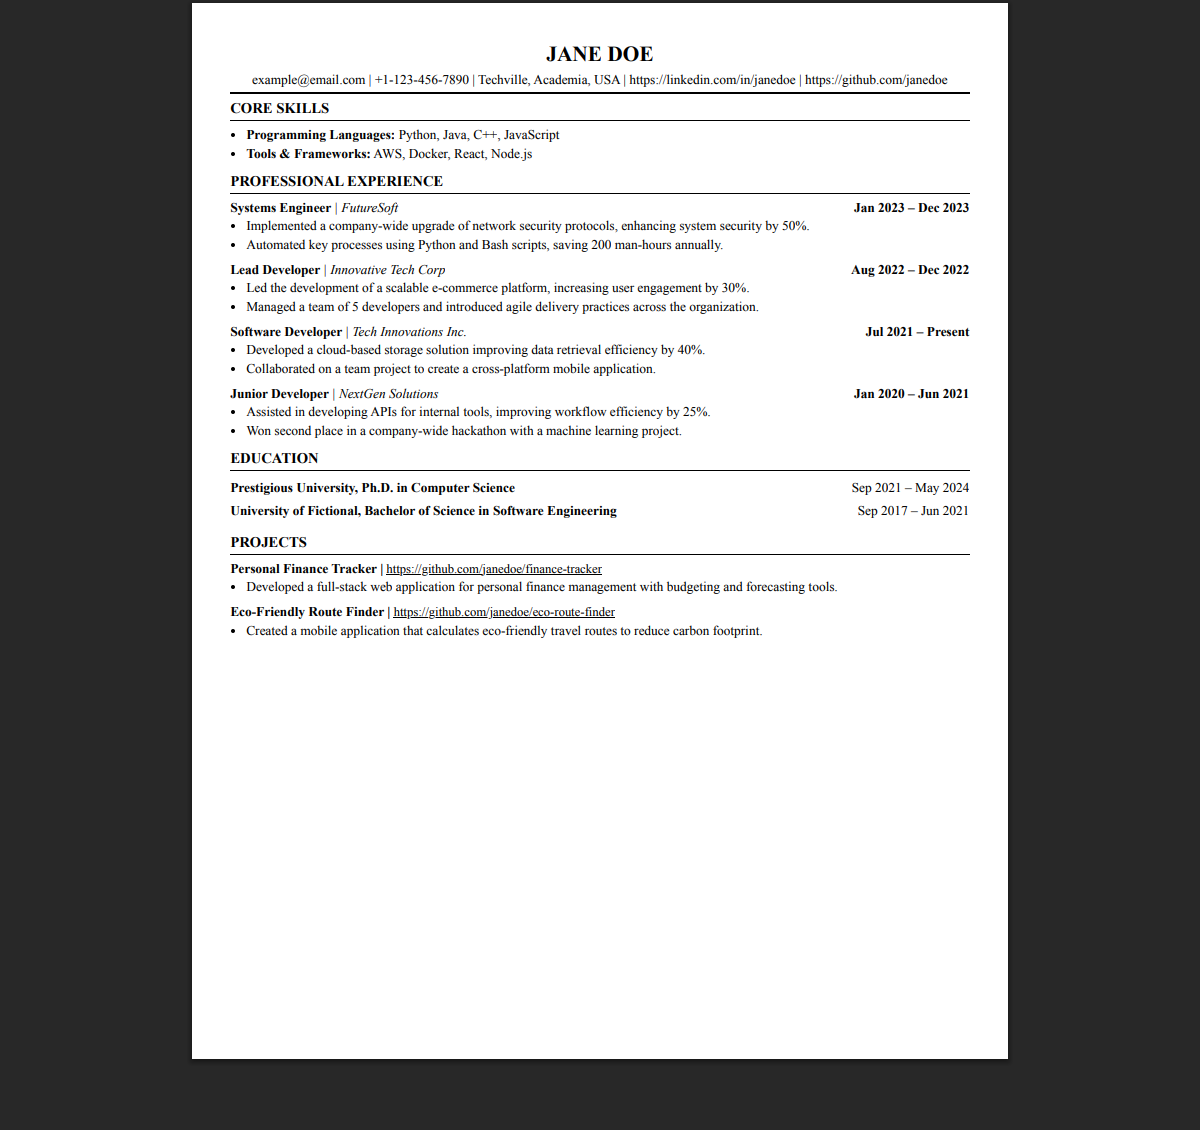 JANE DOE
example@email.com | +1-123-456-7890 | Techville, Academia, USA | https://linkedin.com/in/janedoe | https://github.com/janedoe
CORE SKILLS
• Programming Languages: Python, Java, C++, JavaScript
• Tools & Frameworks: AWS, Docker, React, Node.js
PROFESSIONAL EXPERIENCE
Systems Engineer | FutureSoft Jan 2023 – Dec 2023
• Implemented a company-wide upgrade of network security protocols, enhancing system security by 50%.
• Automated key processes using Python and Bash scripts, saving 200 man-hours annually.
Lead Developer | Innovative Tech Corp Aug 2022 – Dec 2022
• Led the development of a scalable e-commerce platform, increasing user engagement by 30%.
• Managed a team of 5 developers and introduced agile delivery practices across the organization.
Software Developer | Tech Innovations Inc. Jul 2021 – Present
• Developed a cloud-based storage solution improving data retrieval efficiency by 40%.
• Collaborated on a team project to create a cross-platform mobile application.
Junior Developer | NextGen Solutions Jan 2020 – Jun 2021
• Assisted in developing APIs for internal tools, improving workflow efficiency by 25%.
• Won second place in a company-wide hackathon with a machine learning project.
EDUCATION
Prestigious University, Ph.D. in Computer Science Sep 2021 – May 2024
University of Fictional, Bachelor of Science in Software Engineering Sep 2017 – Jun 2021
PROJECTS
Personal Finance Tracker | https://github.com/janedoe/finance-tracker
• Developed a full-stack web application for personal finance management with budgeting and forecasting tools.
Eco-Friendly Route Finder | https://github.com/janedoe/eco-route-finder
• Created a mobile application that calculates eco-friendly travel routes to reduce carbon footprint.